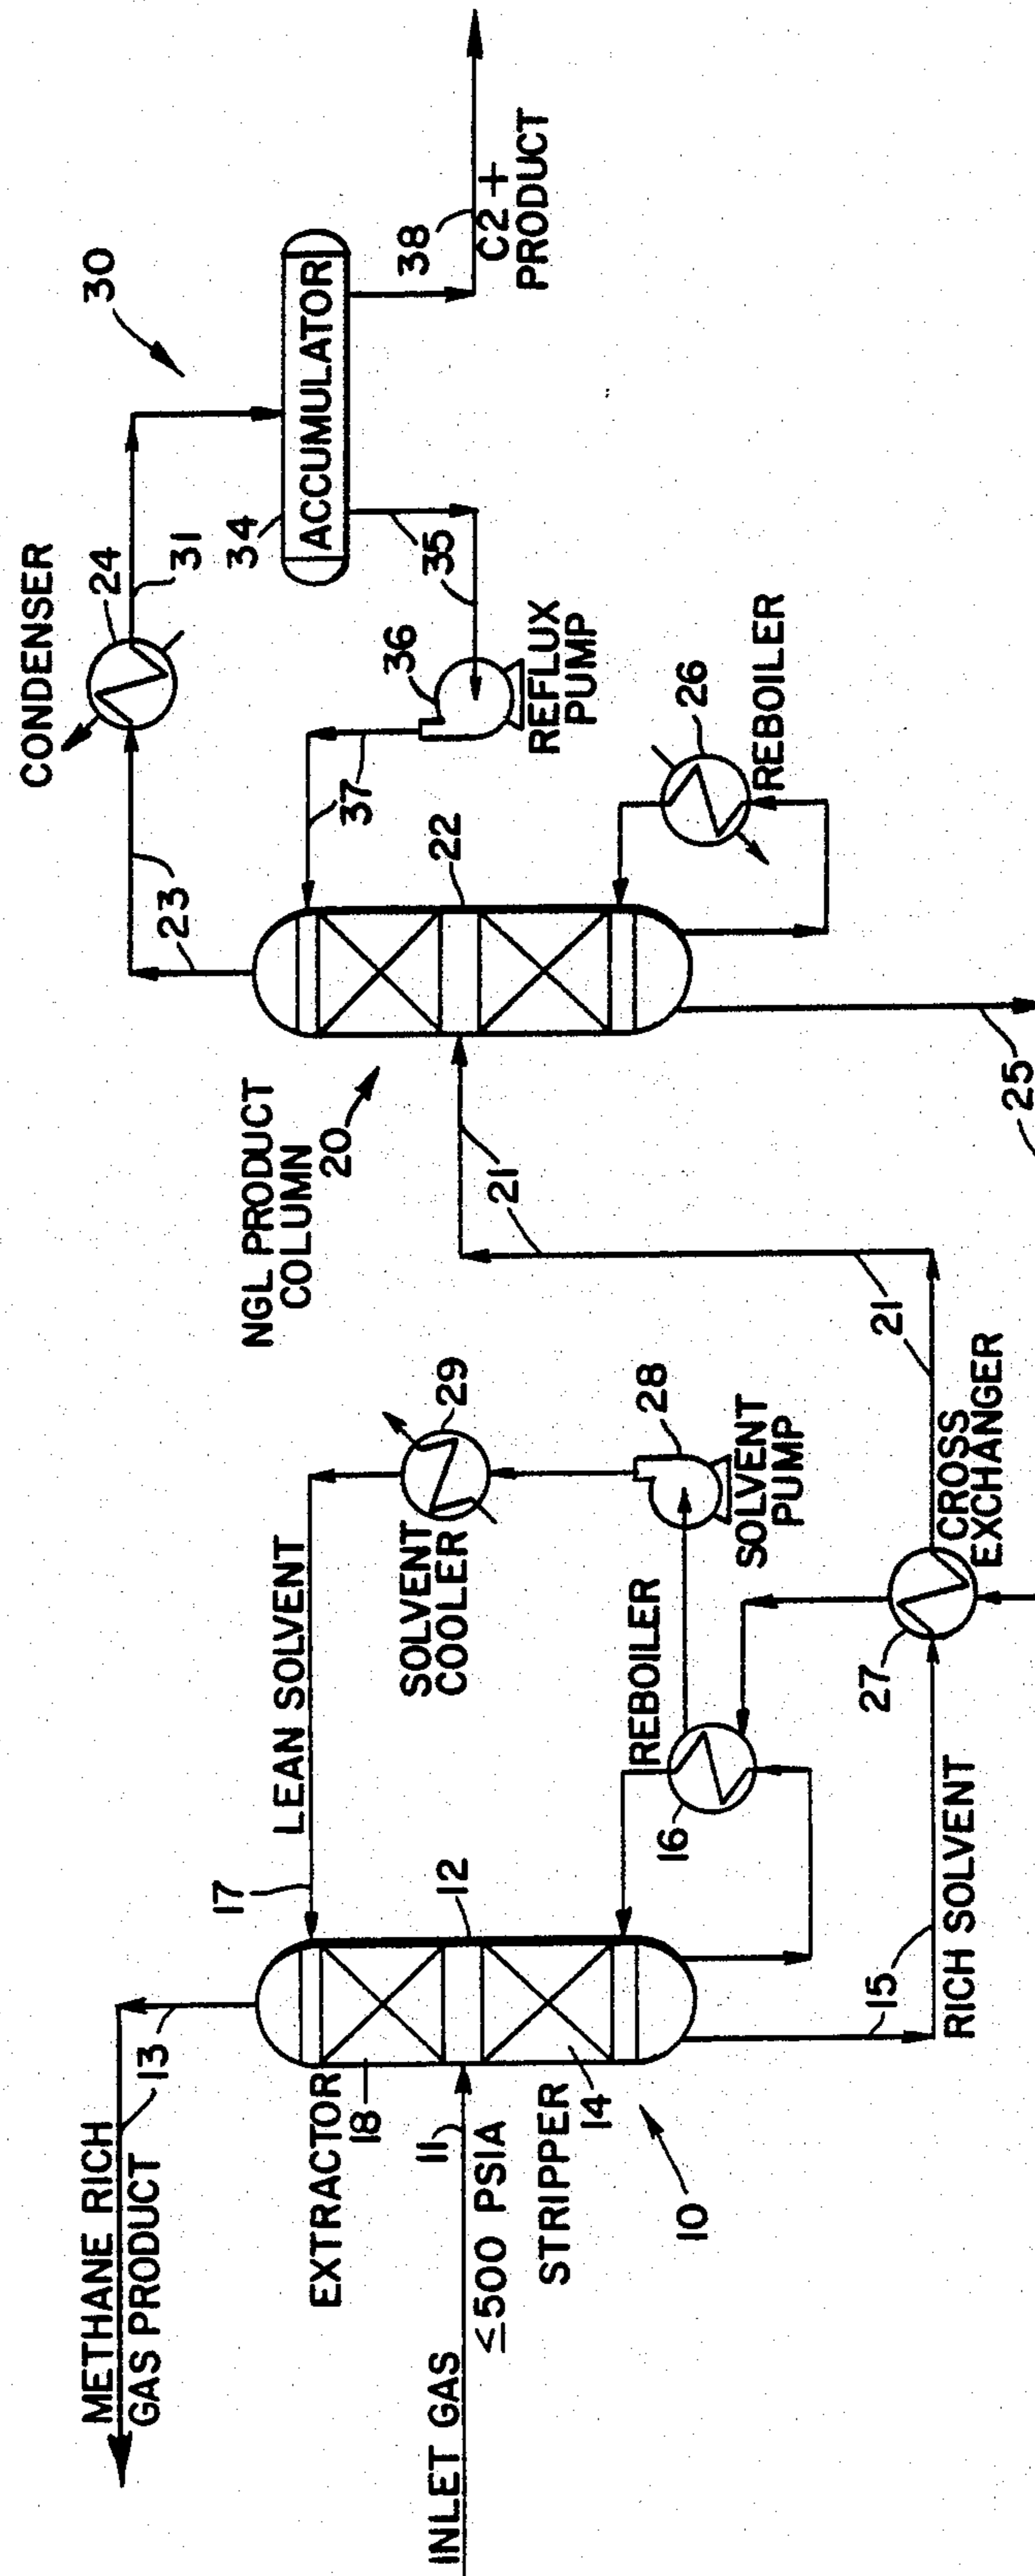 METHANE RICH
GAS PRODUCT
13
INLET GAS
11
≤500 PSIA
EXTRACTOR
18
STRIPPER
14
10
12
17
LEAN SOLVENT
SOLVENT
COOLER
29
REBOILER
16
28
SOLVENT
PUMP
15
RICH SOLVENT
27
CROSS
EXCHANGER
21
21
NGL PRODUCT
COLUMN
20
22
23
CONDENSER
24
31
30
34
ACCUMULATOR
35
36
37
REFLUX
PUMP
26
REBOILER
25
38
C2 +
PRODUCT